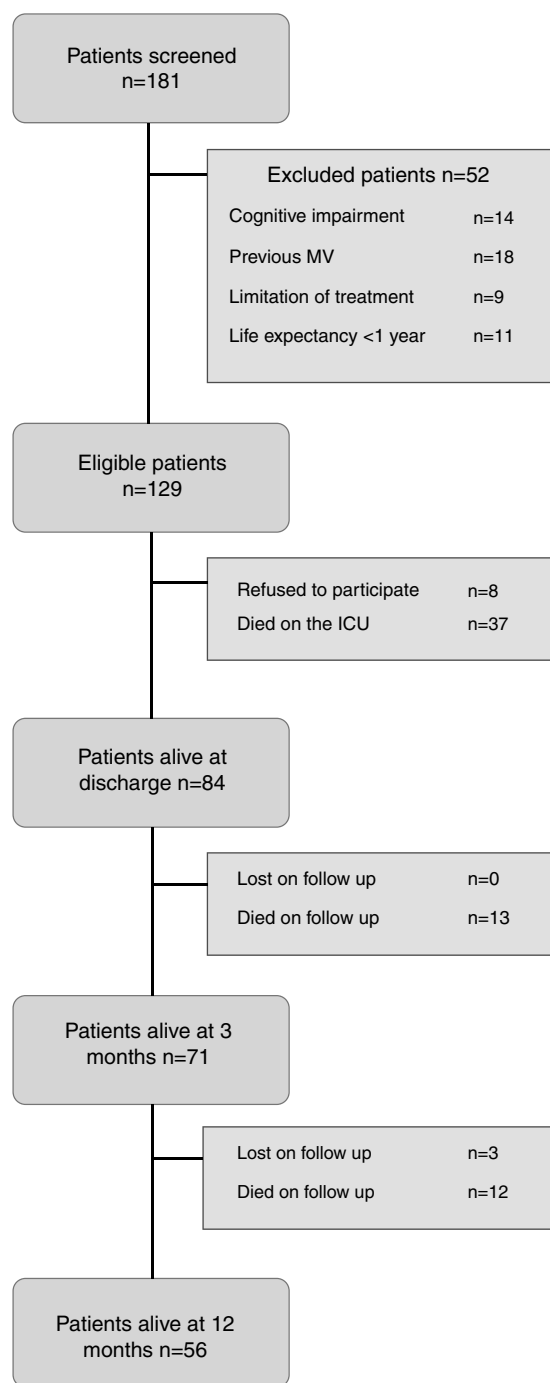 Patients screened
n=181
Excluded patients n=52
Cognitive impairment n=14
Previous MV n=18
Limitation of treatment n=9
Life expectancy <1 year n=11
Eligible patients
n=129
Refused to participate n=8
Died on the ICU n=37
Patients alive at
discharge n=84
Lost on follow up n=0
Died on follow up n=13
Patients alive at 3
months n=71
Lost on follow up n=3
Died on follow up n=12
Patients alive at 12
months n=56